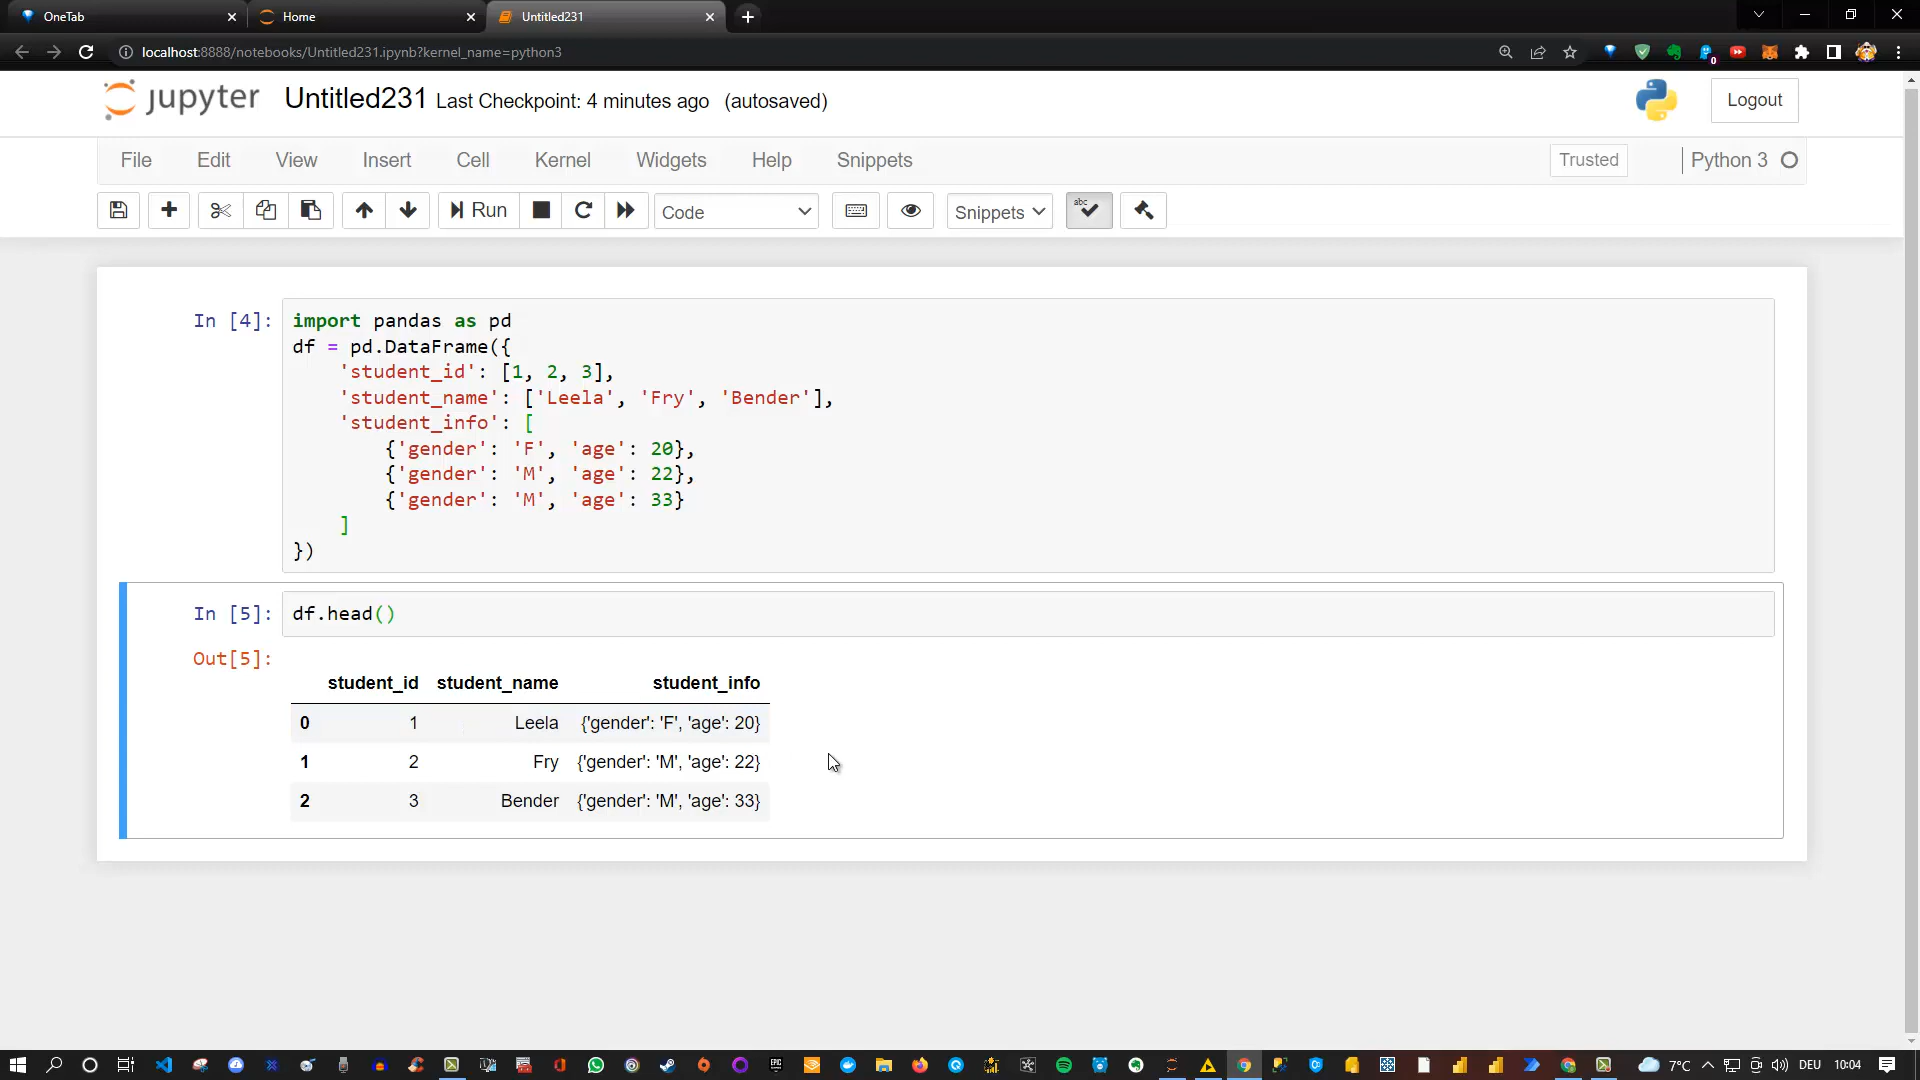 OneTab
Home
Untitled231
localhost:8888/notebooks/Untitled231.ipynb?kernel_name=python3
0
jupyter Untitled231 Last Checkpoint: 4 minutes ago (autosaved)
Logout
File Edit View Insert Cell Kernel Widgets Help Snippets
Trusted
Python 3
Run
Code
Snippets
abc
In [4]:
import pandas as pd
df = pd.DataFrame({
'student_id': [1, 2, 3],
'student_name': ['Leela', 'Fry', 'Bender'],
'student_info': [
{'gender': 'F', 'age': 20},
{'gender': 'M', 'age': 22},
{'gender': 'M', 'age': 33}
]
})
In [5]: df.head()
Out[5]:
student_id student_name student_info
0 1 Leela {'gender': 'F', 'age': 20}
1 2 Fry {'gender': 'M', 'age': 22}
2 3 Bender {'gender': 'M', 'age': 33}
7°C
DEU
10:04